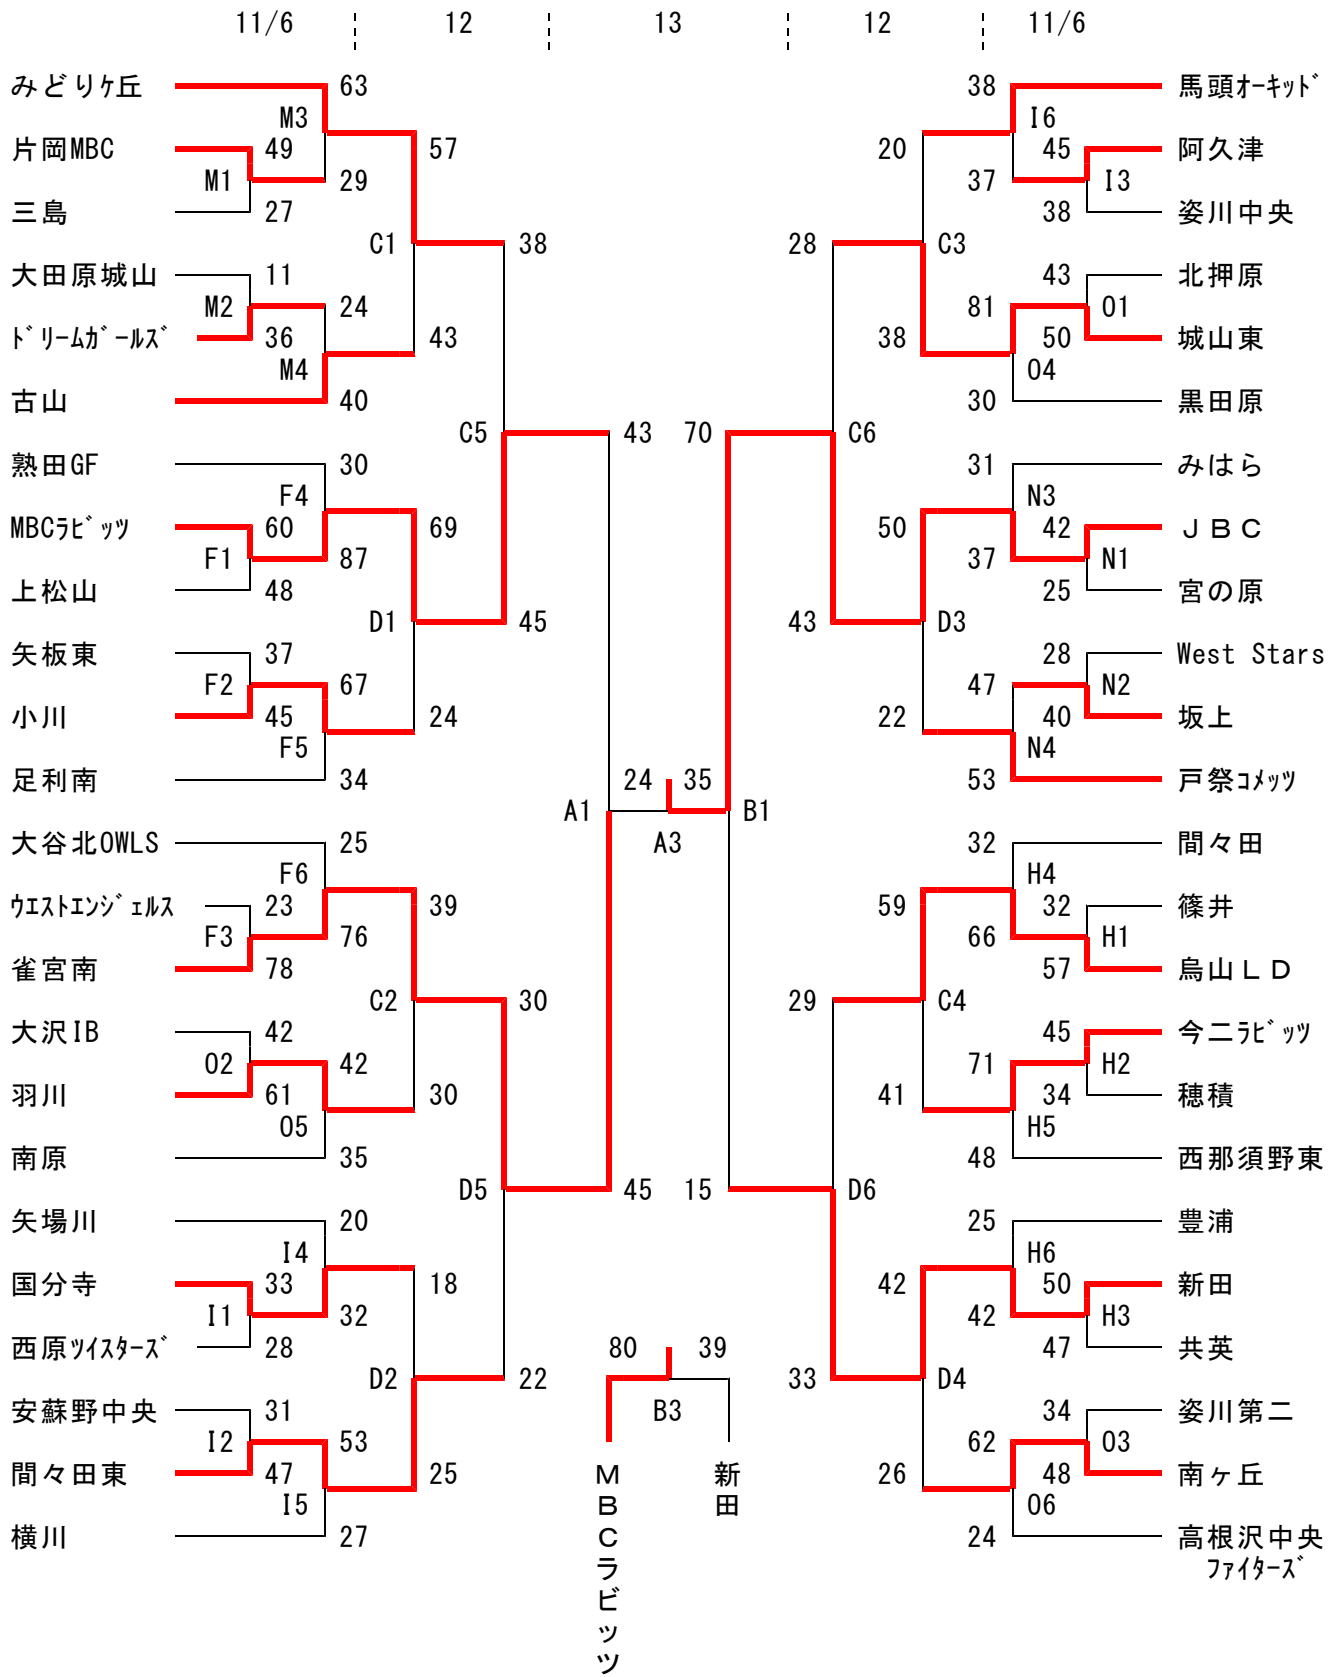 11/6 12 13 12 11/6
みどりケ丘 63 38 馬頭ｵｰｷｯﾄﾞ
M3 I6
片岡MBC 49 57 20 45 阿久津
M1 29 37 I3
三島 27 38 姿川中央
C1 38 28 C3
大田原城山 11 43 北押原
M2 24 81 O1
ﾄﾞﾘｰﾑｶﾞｰﾙｽﾞ 36 43 38 50 城山東
M4 O4
古山 40 30 黒田原
C5 43 70 C6
熱田GF 30 31 みはら
F4 N3
MBCﾗﾋﾞｯﾂ 60 69 50 42 ＪＢＣ
F1 87 37 N1
上松山 48 25 宮の原
D1 45 43 D3
矢板東 37 28 West Stars
F2 67 47 N2
小川 45 24 22 40 坂上
F5 N4
足利南 34 24 35 53 戸祭ｺﾒｯﾂ
A1 B1
大谷北OWLS 25 A3 32 間々田
F6 H4
ｳｴｽﾄｴﾝｼﾞｪﾙｽ 23 39 59 32 篠井
F3 76 66 H1
雀宮南 78 57 烏山ＬＤ
C2 30 29 C4
大沢IB 42 45 今二ﾗﾋﾞｯﾂ
O2 42 71 H2
羽川 61 30 41 34 穂積
O5 H5
南原 35 48 西那須野東
D5 45 15 D6
矢場川 20 25 豊浦
I4 H6
国分寺 33 18 42 50 新田
I1 32 42 H3
西原ﾂｲｽﾀｰｽﾞ 28 80 39 47 共英
D2 22 33 D4
安蘇野中央 31 B3 34 姿川第二
I2 53 62 O3
間々田東 47 25 26 48 南ヶ丘
I5 O6
横川 27 24 高根沢中央
ﾌｧｲﾀｰｽﾞ
ＭＢＣラビッツ
新田